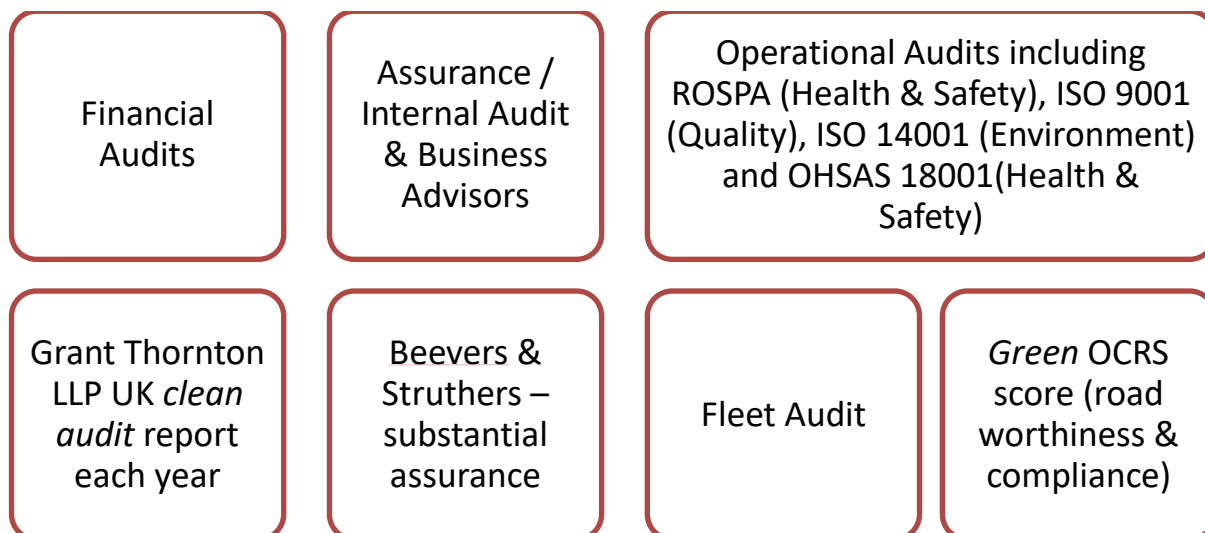 Financial
Audits
Assurance /
Internal Audit
& Business
Advisors
Operational Audits including
ROSPA (Health & Safety), ISO 9001
(Quality), ISO 14001 (Environment)
and OHSAS 18001(Health &
Safety)
Grant Thornton
LLP UK clean
audit report
each year
Beevers &
Struthers –
substantial
assurance
Fleet Audit
Green OCRS
score (road
worthiness &
compliance)